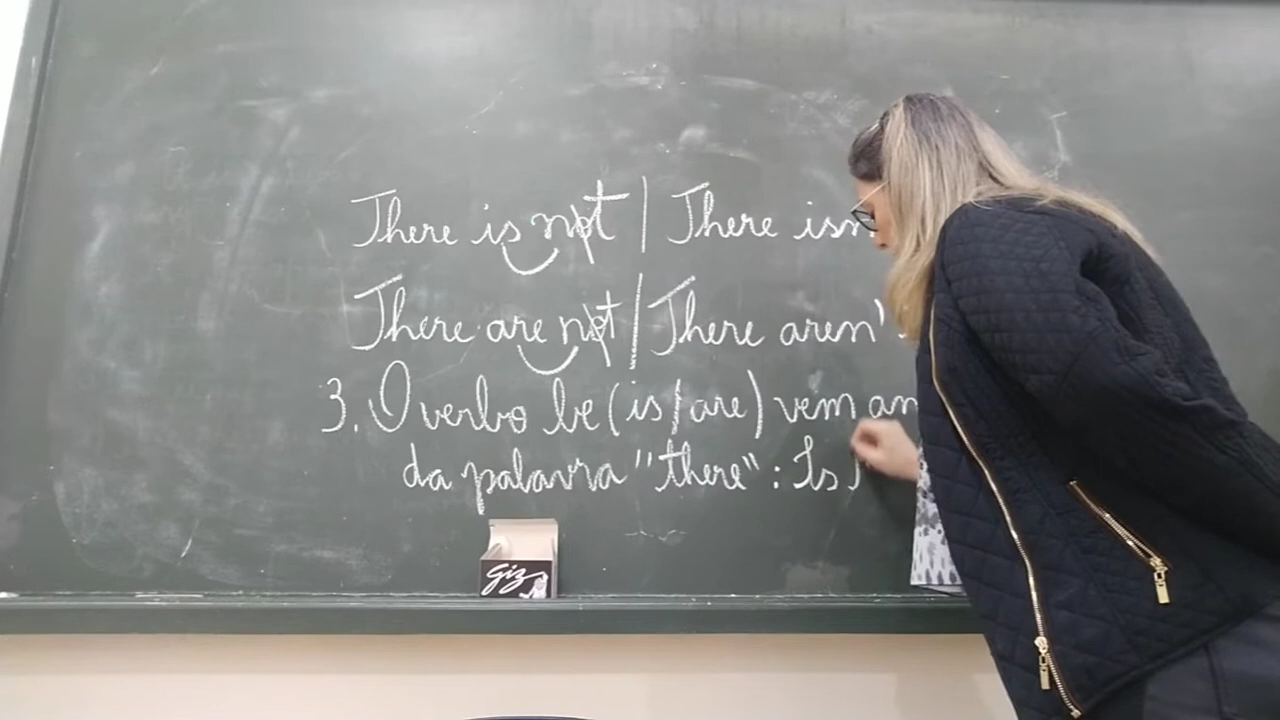 There is not | There isn
There are not | There aren'
3. O verbo be (is/are) vem an
da palavra "there": Is
Giz